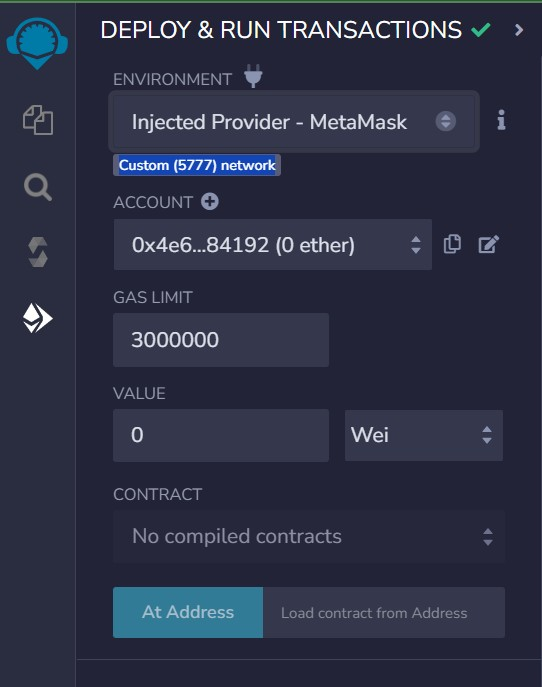 DEPLOY & RUN TRANSACTIONS
ENVIRONMENT
Injected Provider - MetaMask
Custom (5777) network
ACCOUNT
0x4e6...84192 (0 ether)
GAS LIMIT
3000000
VALUE
0
Wei
CONTRACT
No compiled contracts
At Address
Load contract from Address